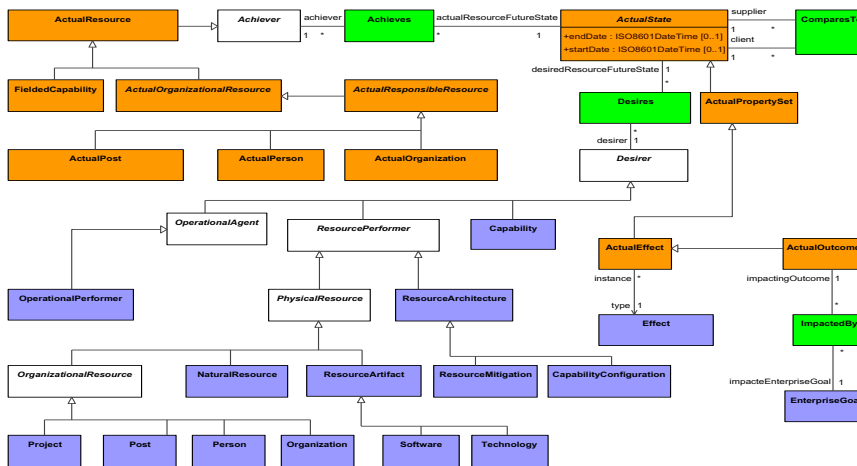 ActualResource
Achiever
achiever
1
*
Achieves
actualResourceFutureState
*
1
ActualState
+endDate : ISO8601DateTime [0..1]
+startDate : ISO8601DateTime [0..1]
supplier
1
*
client
1
*
ComparesTo
desiredResourceFutureState
1
*
FieldedCapability
ActualOrganizationalResource
ActualResponsibleResource
Desires
ActualPropertySet
*
desirer
1
ActualPost
ActualPerson
ActualOrganization
Desirer
OperationalAgent
ResourcePerformer
Capability
ActualEffect
ActualOutcome
instance
*
impactingOutcome
1
OperationalPerformer
PhysicalResource
ResourceArchitecture
type
1
*
Effect
ImpactedBy
*
OrganizationalResource
NaturalResource
ResourceArtifact
ResourceMitigation
CapabilityConfiguration
impacteEnterpriseGoal
1
EnterpriseGoal
Project
Post
Person
Organization
Software
Technology